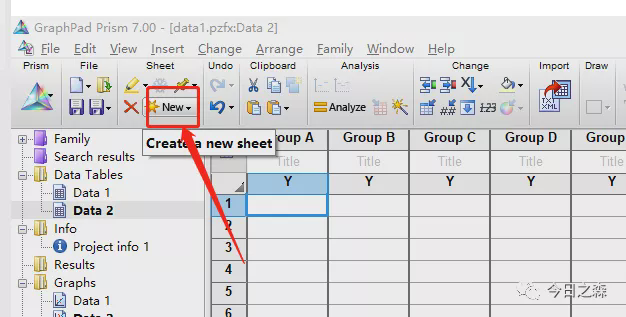 GraphPad Prism 7.00 - [data1.pzfx:Data 2]
File Edit View Insert Change Arrange Family Window Help
Prism File Sheet Undo Clipboard Analysis Change Import Draw
New
Analyze
123
TXT
XML
Create a new sheet
Family
Search results
Data Tables
Data 1
Data 2
Info
Project info 1
Results
Graphs
Data 1
Data 2
Group A Group B Group C Group D Group
Title Title Title Title Title
Y Y Y Y Y
1
2
3
4
5
6
今日之森